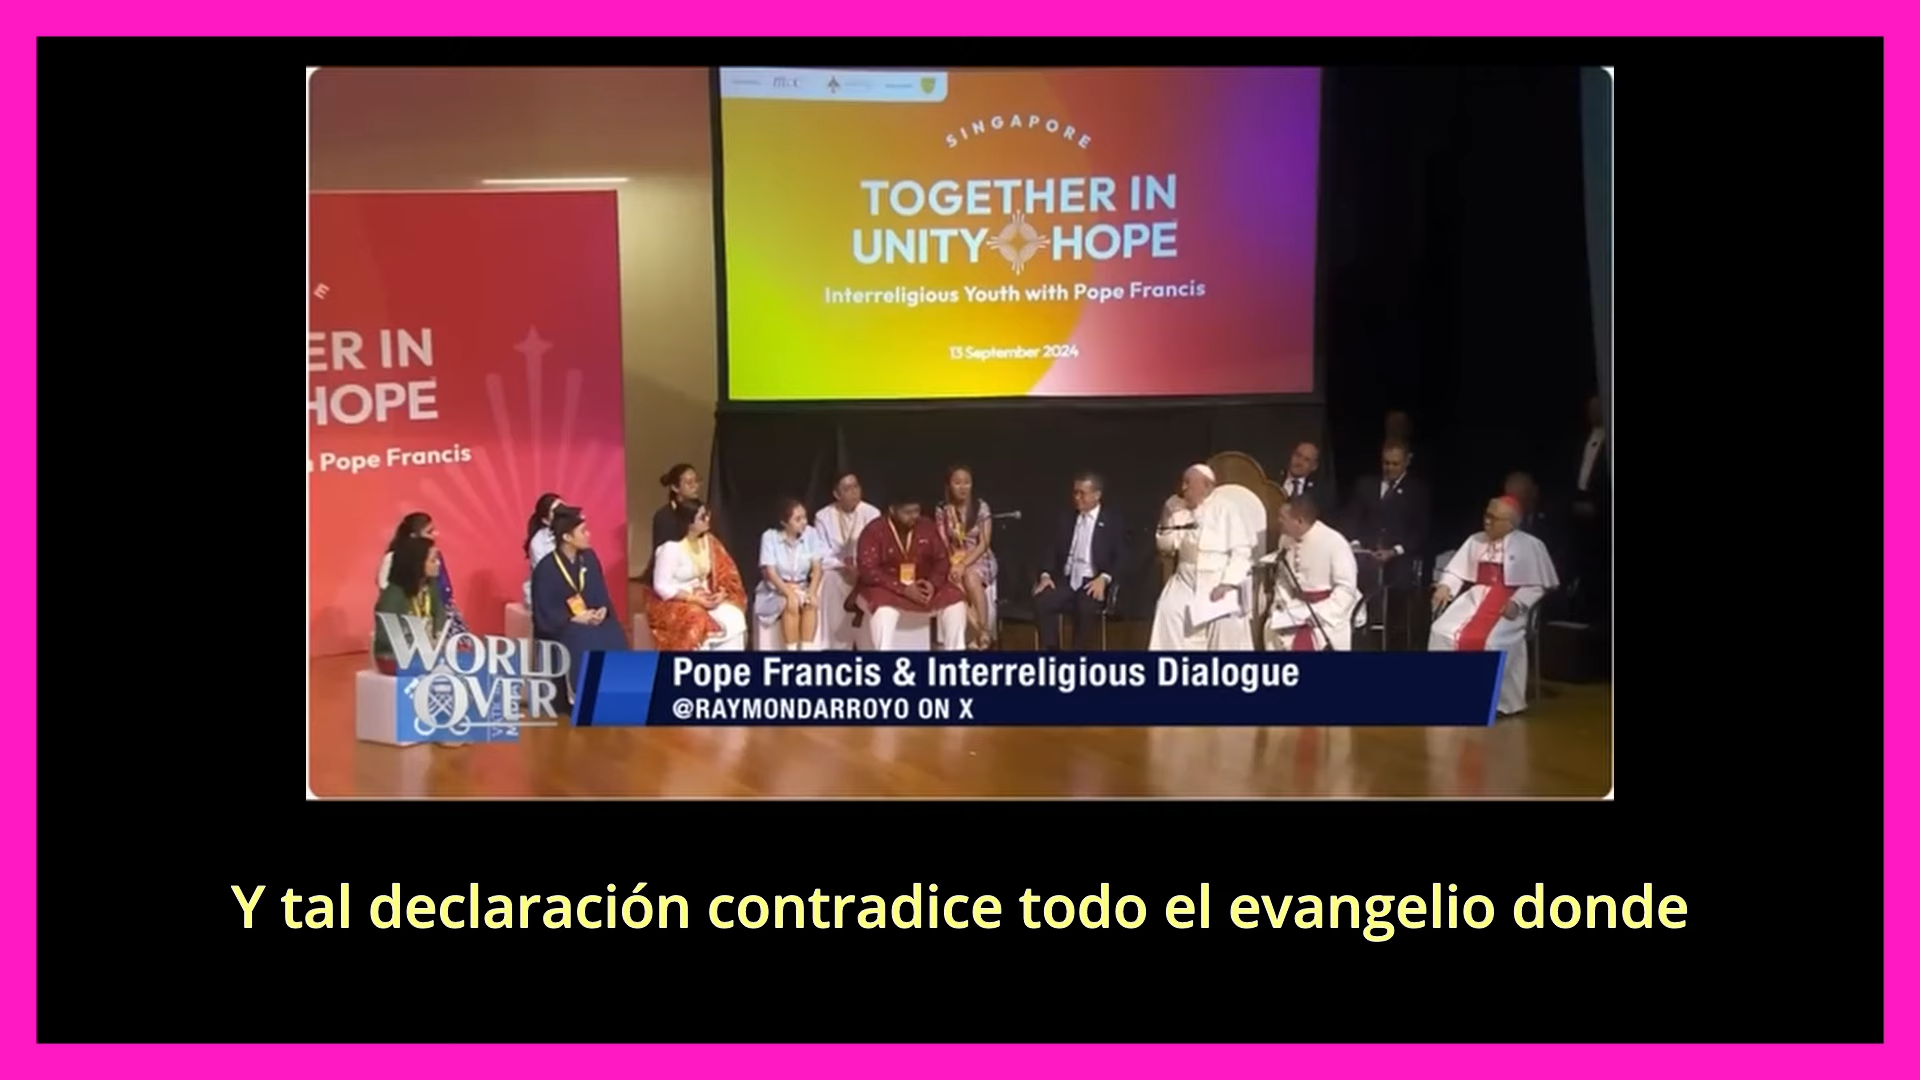 SINGAPORE
TOGETHER IN
UNITY HOPE
Interreligious Youth with Pope Francis
13 September 2024
E
ER IN
HOPE
Pope Francis
WORLD
OVER
Pope Francis & Interreligious Dialogue
@RAYMONDARROYO ON X
Y tal declaración contradice todo el evangelio donde